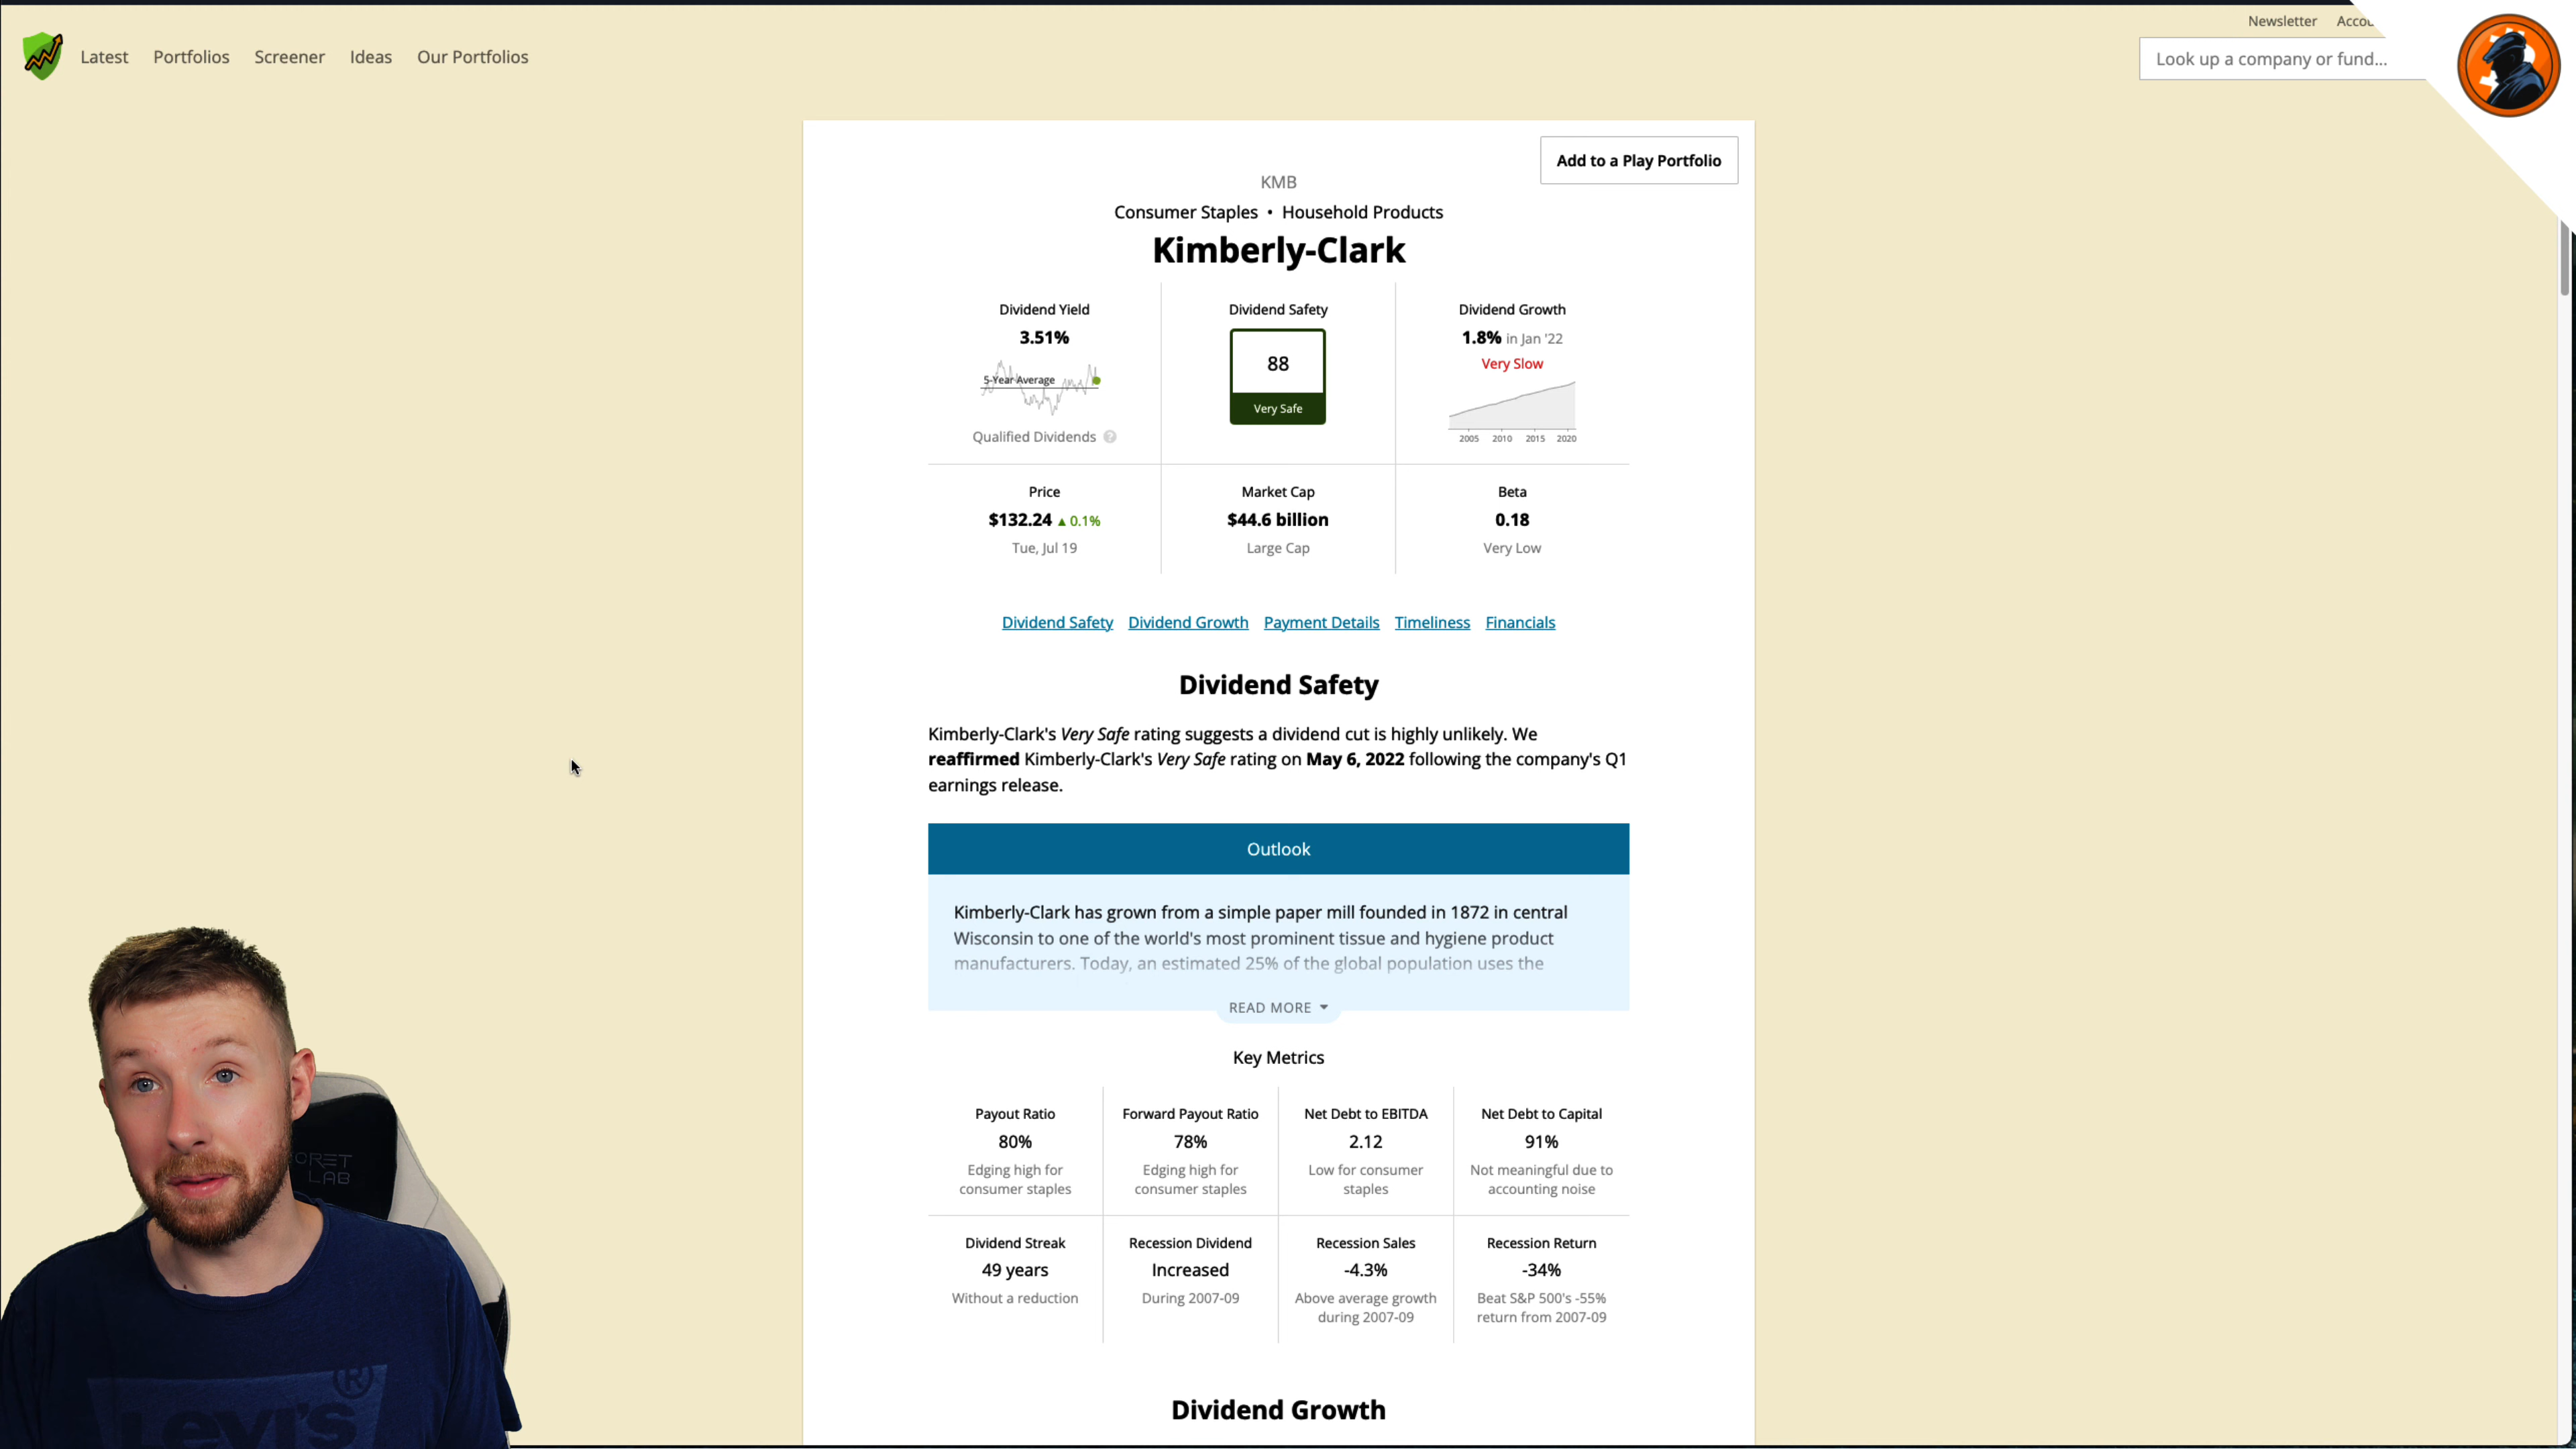 Newsletter
Latest Portfolios Screener Ideas Our Portfolios
Look up a company or fund...
Add to a Play Portfolio
KMB
Consumer Staples • Household Products
Kimberly-Clark
Dividend Yield
3.51%
5-Year Average
Qualified Dividends ?
Dividend Safety
88
Very Safe
Dividend Growth
1.8% in Jan '22
Very Slow
2005 2010 2015 2020
Price
$132.24 ▲ 0.1%
Tue, Jul 19
Market Cap
$44.6 billion
Large Cap
Beta
0.18
Very Low
Dividend Safety Dividend Growth Payment Details Timeliness Financials
Dividend Safety
Kimberly-Clark's Very Safe rating suggests a dividend cut is highly unlikely. We
reaffirmed Kimberly-Clark's Very Safe rating on May 6, 2022 following the company's Q1
earnings release.
Outlook
Kimberly-Clark has grown from a simple paper mill founded in 1872 in central
Wisconsin to one of the world's most prominent tissue and hygiene product
manufacturers. Today, an estimated 25% of the global population uses the
READ MORE
Key Metrics
Payout Ratio
80%
Edging high for
consumer staples
Forward Payout Ratio
78%
Edging high for
consumer staples
Net Debt to EBITDA
2.12
Low for consumer
staples
Net Debt to Capital
91%
Not meaningful due to
accounting noise
Dividend Streak
49 years
Without a reduction
Recession Dividend
Increased
During 2007-09
Recession Sales
-4.3%
Above average growth
during 2007-09
Recession Return
-34%
Beat S&P 500's -55%
return from 2007-09
Dividend Growth
CRET
LAB
®
Levi's